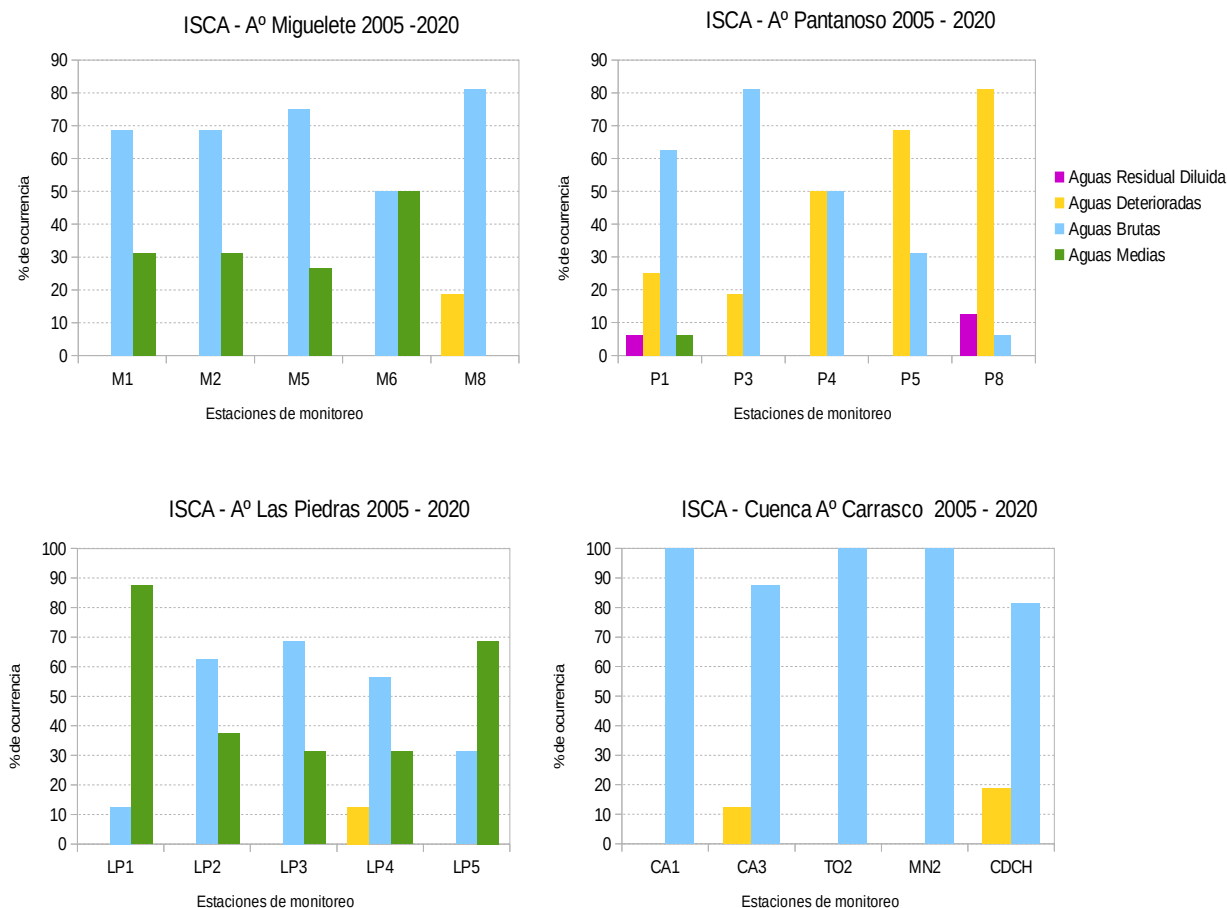 ISCA - Aº Miguelete 2005 -2020
90
80
70
60
50
40
30
20
10
0
% de ocurrencia
M1 M2 M5 M6 M8
Estaciones de monitoreo
ISCA - Aº Pantanoso 2005 - 2020
90
80
70
60
50
40
30
20
10
0
% de ocurrencia
P1 P3 P4 P5 P8
Estaciones de monitoreo
Aguas Residual Diluida
Aguas Deterioradas
Aguas Brutas
Aguas Medias
ISCA - Aº Las Piedras 2005 - 2020
100
90
80
70
60
50
40
30
20
10
0
% de ocurrencia
LP1 LP2 LP3 LP4 LP5
Estaciones de monitoreo
ISCA - Cuenca Aº Carrasco 2005 - 2020
100
90
80
70
60
50
40
30
20
10
0
% de ocurrencia
CA1 CA3 TO2 MN2 CDCH
Estaciones de monitoreo